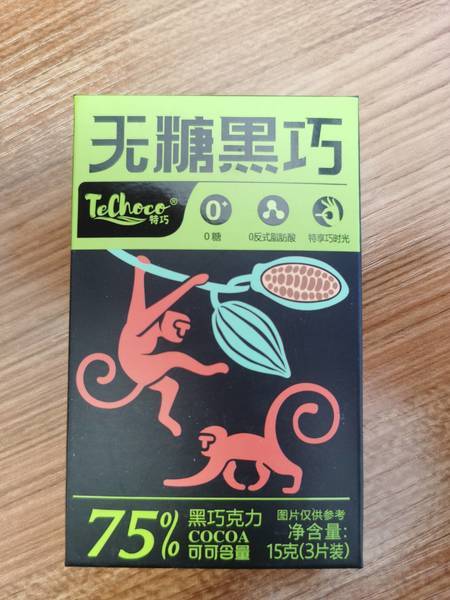 无糖黑巧
TeChoco®
特巧
0+
0糖
0反式脂肪酸
特享巧时光
75%
黑巧克力
COCOA
可可含量
图片仅供参考
净含量:
15克(3片装)